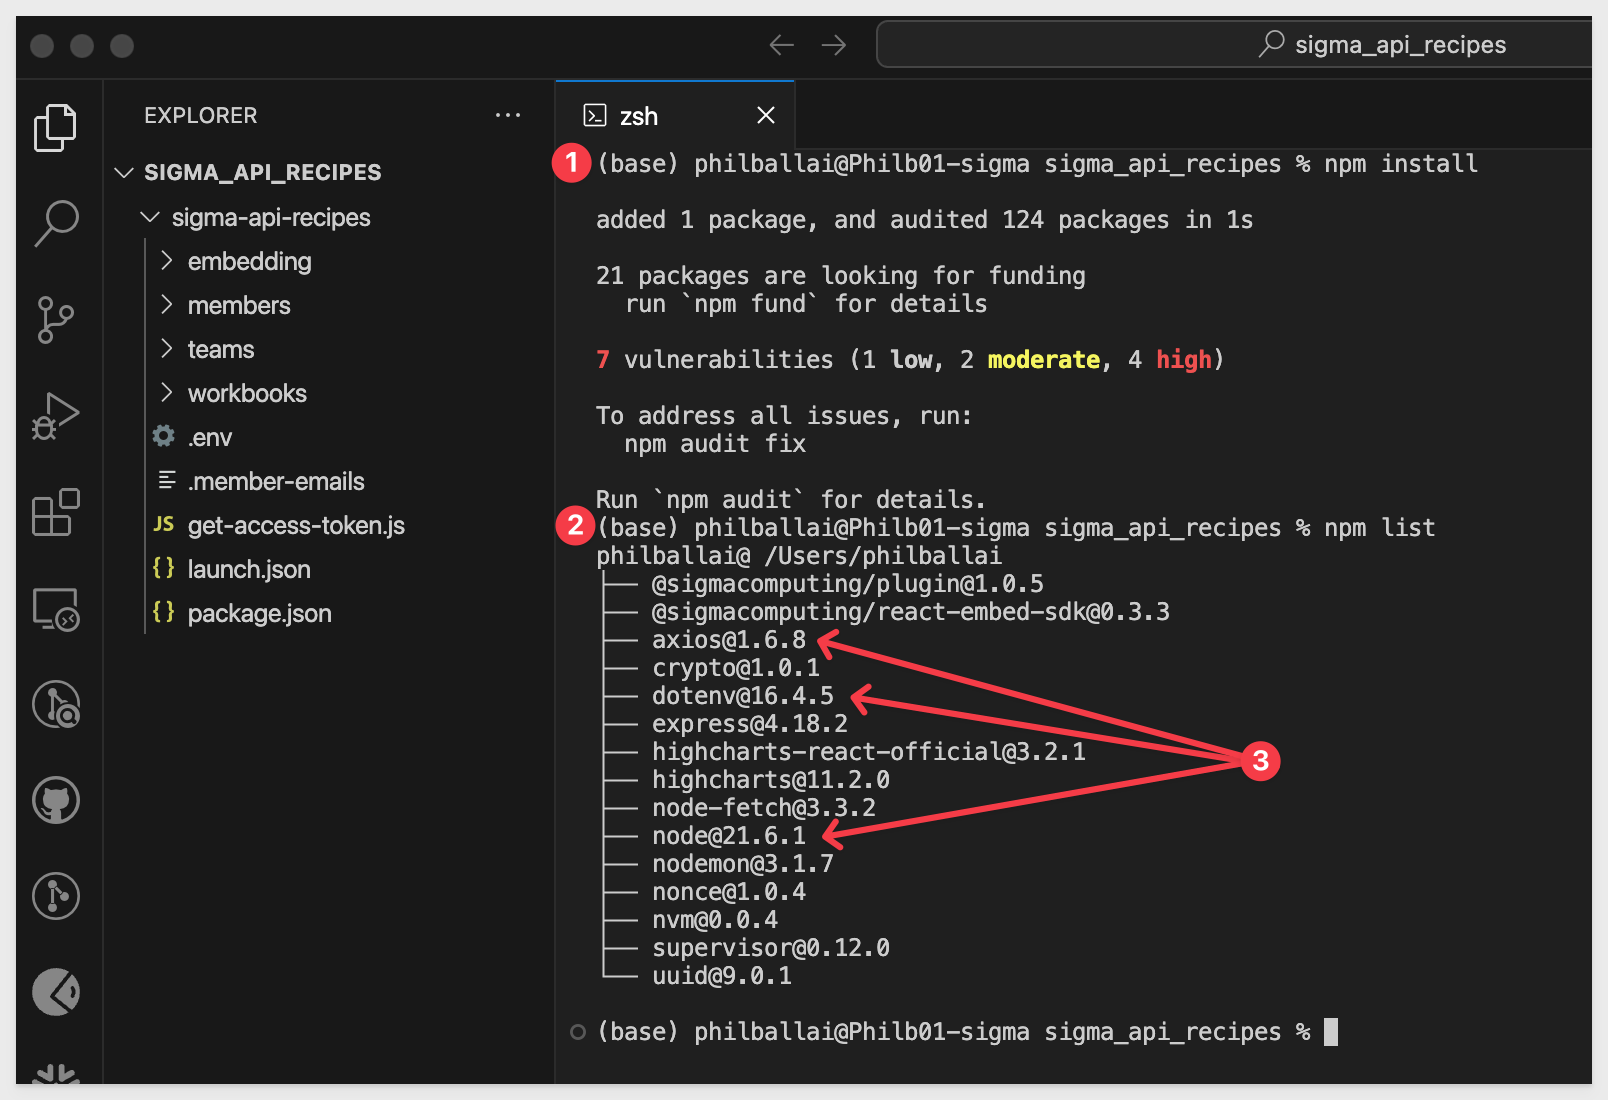 sigma_api_recipes
EXPLORER
zsh
SIGMA_API_RECIPES
sigma-api-recipes
embedding
members
teams
workbooks
.env
.member-emails
JS get-access-token.js
{} launch.json
{} package.json
1 (base) philballai@Philb01-sigma sigma_api_recipes % npm install
added 1 package, and audited 124 packages in 1s
21 packages are looking for funding
run `npm fund` for details
7 vulnerabilities (1 low, 2 moderate, 4 high)
To address all issues, run:
npm audit fix
Run `npm audit` for details.
2 (base) philballai@Philb01-sigma sigma_api_recipes % npm list
philballai@ /Users/philballai
├── @sigmacomputing/plugin@1.0.5
├── @sigmacomputing/react-embed-sdk@0.3.3
├── axios@1.6.8
├── crypto@1.0.1
├── dotenv@16.4.5
├── express@4.18.2
├── highcharts-react-official@3.2.1
├── highcharts@11.2.0
├── node-fetch@3.3.2
├── node@21.6.1
├── nodemon@3.1.7
├── nonce@1.0.4
├── nvm@0.0.4
├── supervisor@0.12.0
└── uuid@9.0.1
3
(base) philballai@Philb01-sigma sigma_api_recipes %